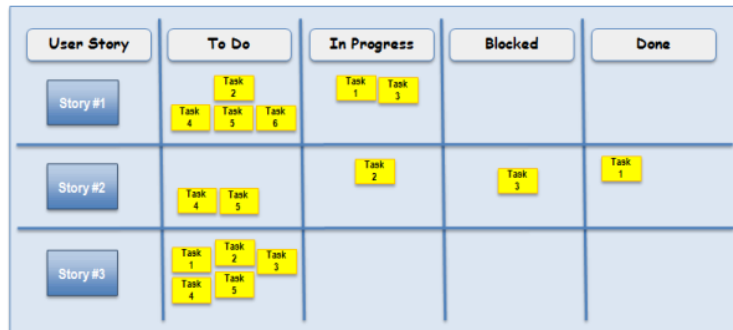 User Story
To Do
In Progress
Blocked
Done
Story #1
Task
2
Task
4
Task
5
Task
6
Task
1
Task
3
Story #2
Task
4
Task
5
Task
2
Task
3
Task
1
Story #3
Task
1
Task
2
Task
3
Task
4
Task
5